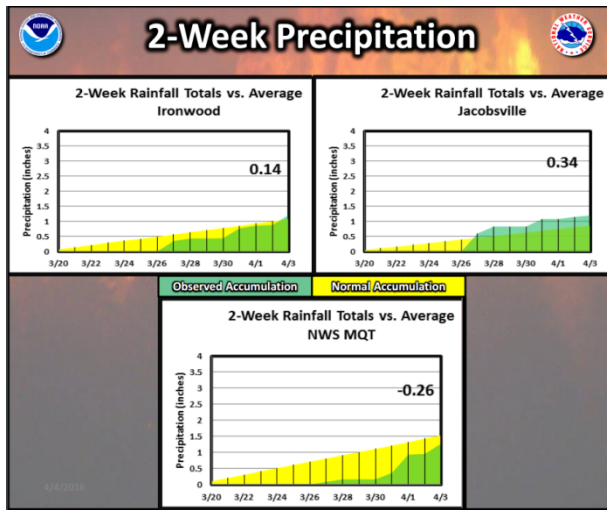 NOAA
2-Week Precipitation
NATIONAL WEATHER SERVICE
2-Week Rainfall Totals vs. Average
Ironwood
Precipitation (inches)
4
3.5
3
2.5
2
1.5
1
0.5
0
0.14
3/20 3/22 3/24 3/26 3/28 3/30 4/1 4/3
2-Week Rainfall Totals vs. Average
Jacobsville
Precipitation (inches)
4
3.5
3
2.5
2
1.5
1
0.5
0
0.34
3/20 3/22 3/24 3/26 3/28 3/30 4/1 4/3
Observed Accumulation
Normal Accumulation
2-Week Rainfall Totals vs. Average
NWS MQT
Precipitation (inches)
4
3.5
3
2.5
2
1.5
1
0.5
0
-0.26
3/20 3/22 3/24 3/26 3/28 3/30 4/1 4/3
4/4/2016